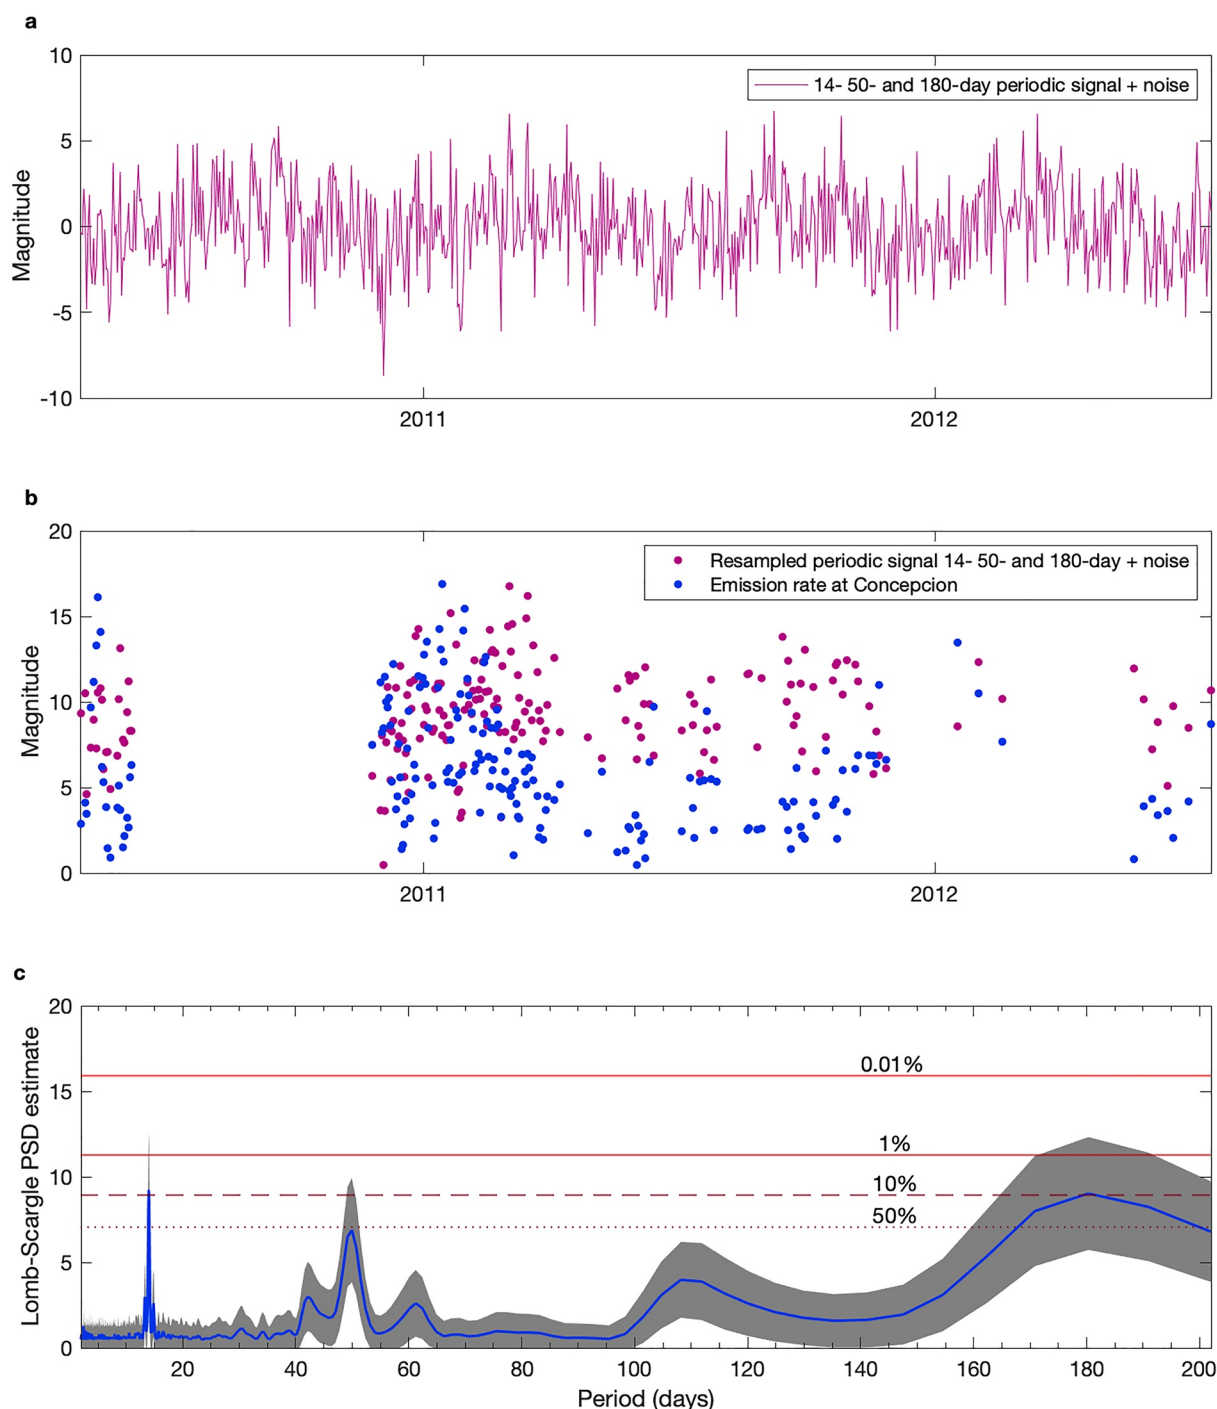 a
10
5
0
-5
-10
Magnitude
14- 50- and 180-day periodic signal + noise
2011
2012
b
20
15
10
5
0
Magnitude
Resampled periodic signal 14- 50- and 180-day + noise
Emission rate at Concepcion
2011
2012
c
20
15
10
5
0
Lomb-Scargle PSD estimate
0.01%
1%
10%
50%
20 40 60 80 100 120 140 160 180 200
Period (days)